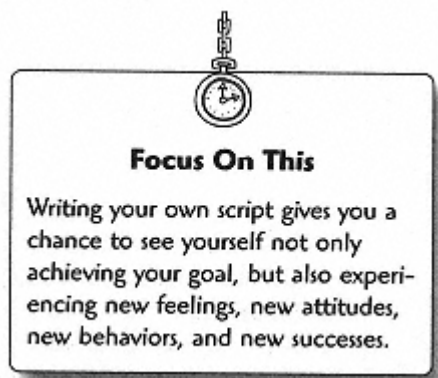 Focus On This
Writing your own script gives you a
chance to see yourself not only
achieving your goal, but also experi-
encing new feelings, new attitudes,
new behaviors, and new successes.